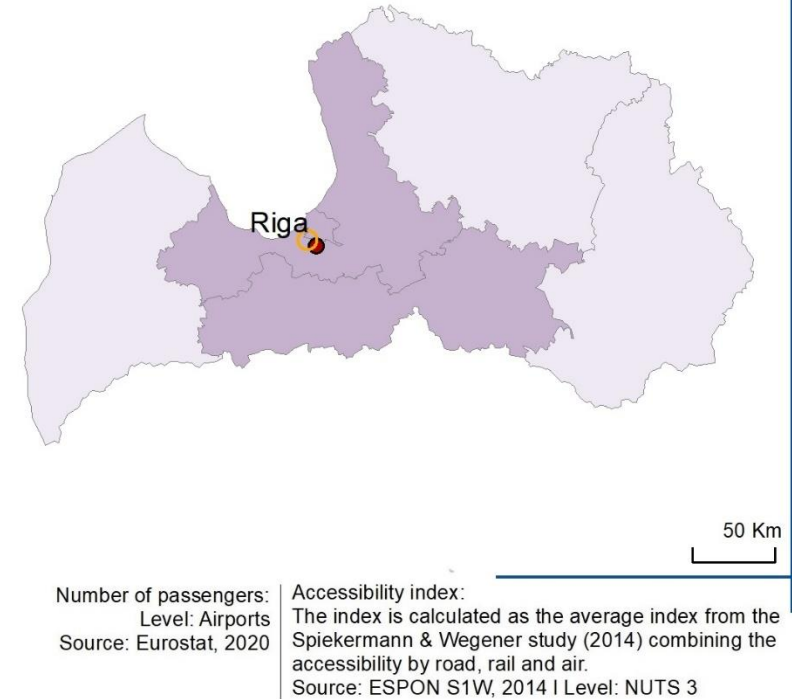 Riga
50 Km
Number of passengers:
Level: Airports
Source: Eurostat, 2020
Accessibility index:
The index is calculated as the average index from the
Spiekermann & Wegener study (2014) combining the
accessibility by road, rail and air.
Source: ESPON S1W, 2014 I Level: NUTS 3